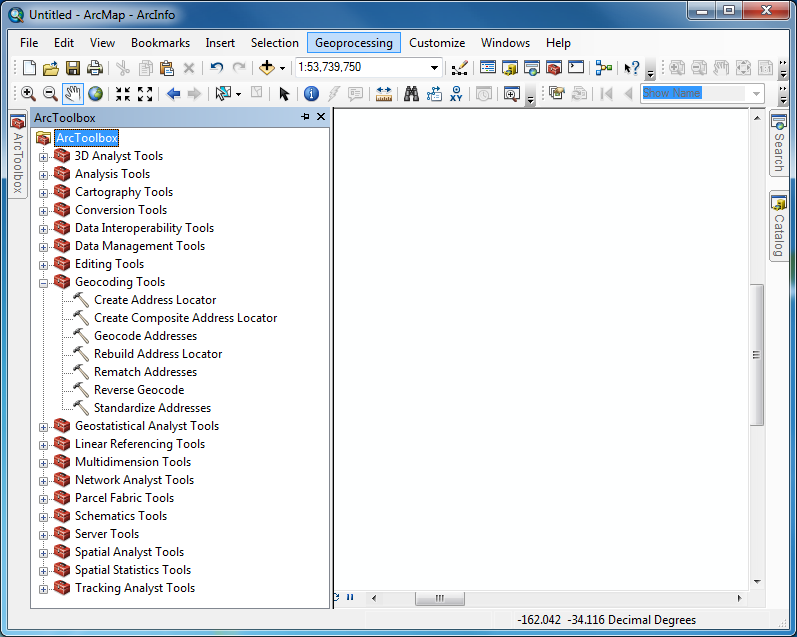 Untitled - ArcMap - ArcInfo
File Edit View Bookmarks Insert Selection Geoprocessing Customize Windows Help
1:53,739,750
Show Name
ArcToolbox
ArcToolbox
ArcToolbox
3D Analyst Tools
Analysis Tools
Cartography Tools
Conversion Tools
Data Interoperability Tools
Data Management Tools
Editing Tools
Geocoding Tools
Create Address Locator
Create Composite Address Locator
Geocode Addresses
Rebuild Address Locator
Rematch Addresses
Reverse Geocode
Standardize Addresses
Geostatistical Analyst Tools
Linear Referencing Tools
Multidimension Tools
Network Analyst Tools
Parcel Fabric Tools
Schematics Tools
Server Tools
Spatial Analyst Tools
Spatial Statistics Tools
Tracking Analyst Tools
Search
Catalog
-162.042 -34.116 Decimal Degrees